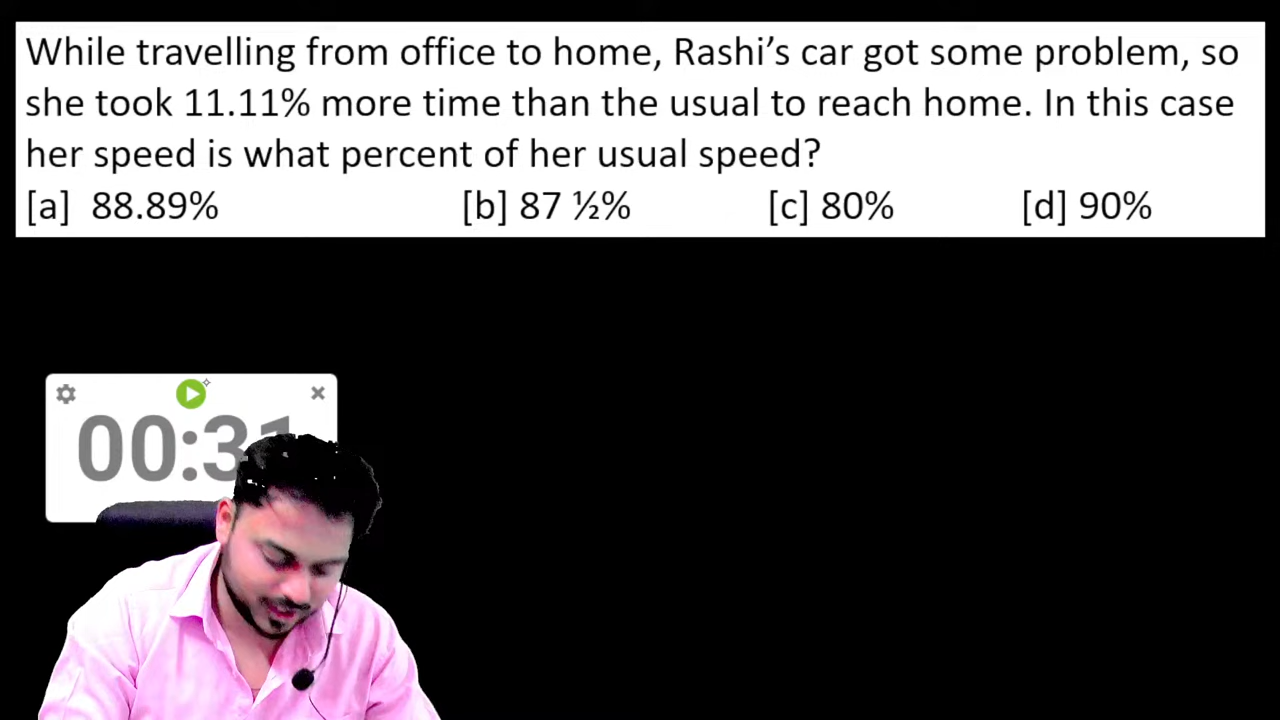 While travelling from office to home, Rashi’s car got some problem, so
she took 11.11% more time than the usual to reach home. In this case
her speed is what percent of her usual speed?
[a] 88.89% [b] 87 ½% [c] 80% [d] 90%
00:31